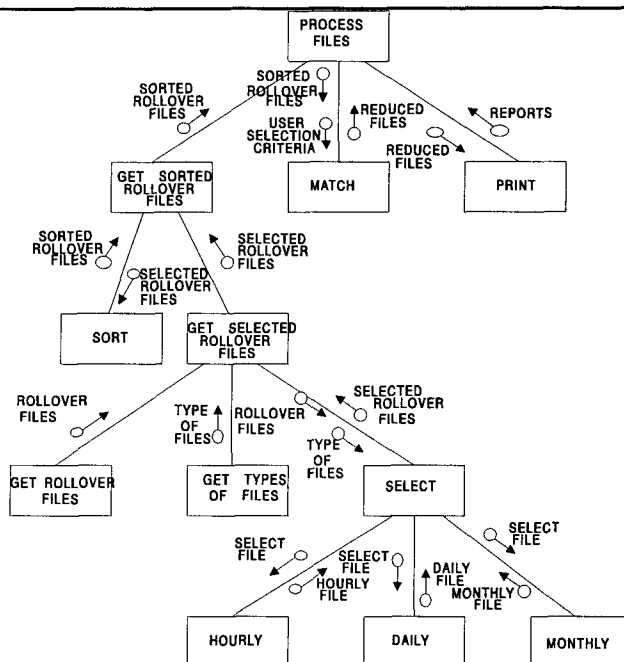 PROCESS
FILES
SORTED
ROLLOVER
FILES
SORTED
ROLLOVER
FILES
USER
SELECTION
CRITERIA
REDUCED
FILES
REDUCED
FILES
REPORTS
GET SORTED
ROLLOVER
FILES
MATCH
PRINT
SORTED
ROLLOVER
FILES
SELECTED
ROLLOVER
FILES
SELECTED
ROLLOVER
FILES
SORT
GET SELECTED
ROLLOVER
FILES
ROLLOVER
FILES
TYPE
OF
FILES
ROLLOVER
FILES
TYPE
OF
FILES
SELECTED
ROLLOVER
FILES
GET ROLLOVER
FILES
GET TYPES
OF FILES
SELECT
SELECT
FILE
HOURLY
FILE
SELECT
FILE
DAILY
FILE
MONTHLY
FILE
SELECT
FILE
HOURLY
DAILY
MONTHLY